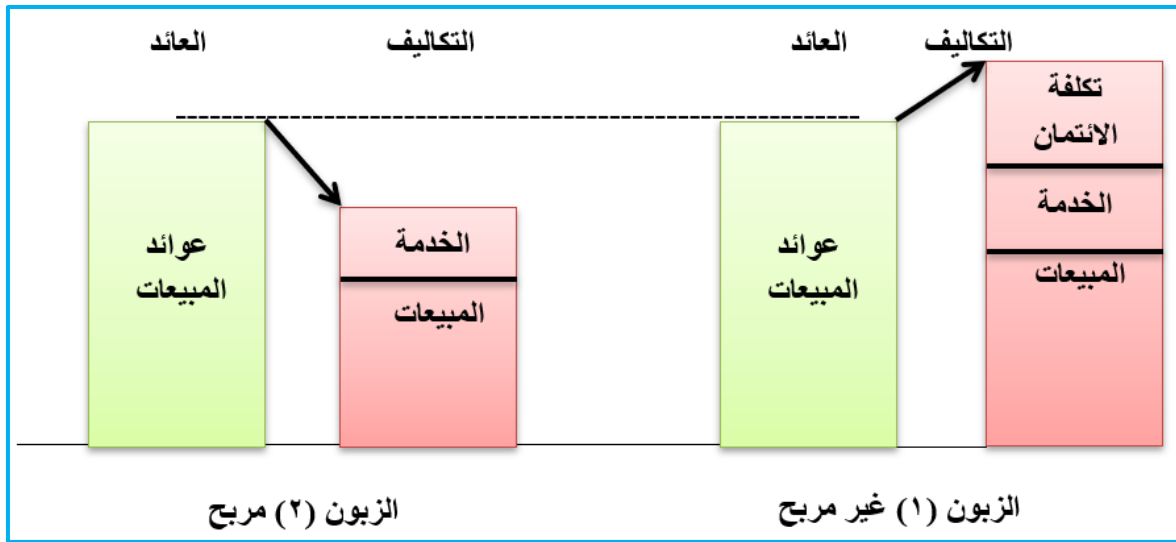 التكاليف
العائد
تكلفة
الائتمان
الخدمة
المبيعات
عوائد
المبيعات
الزبون (١) غير مربح
التكاليف
العائد
الخدمة
المبيعات
عوائد
المبيعات
الزبون (٢) مربح